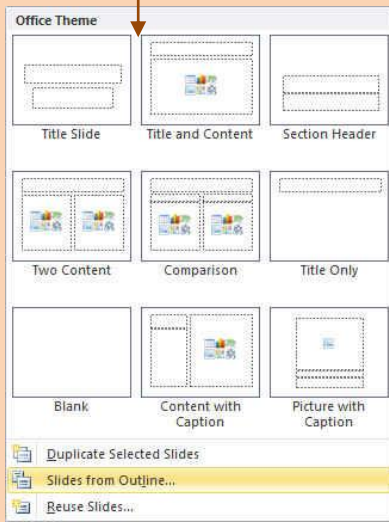 Office Theme
Title Slide
Title and Content
Section Header
Two Content
Comparison
Title Only
Blank
Content with
Caption
Picture with
Caption
Duplicate Selected Slides
Slides from Outline...
Reuse Slides...